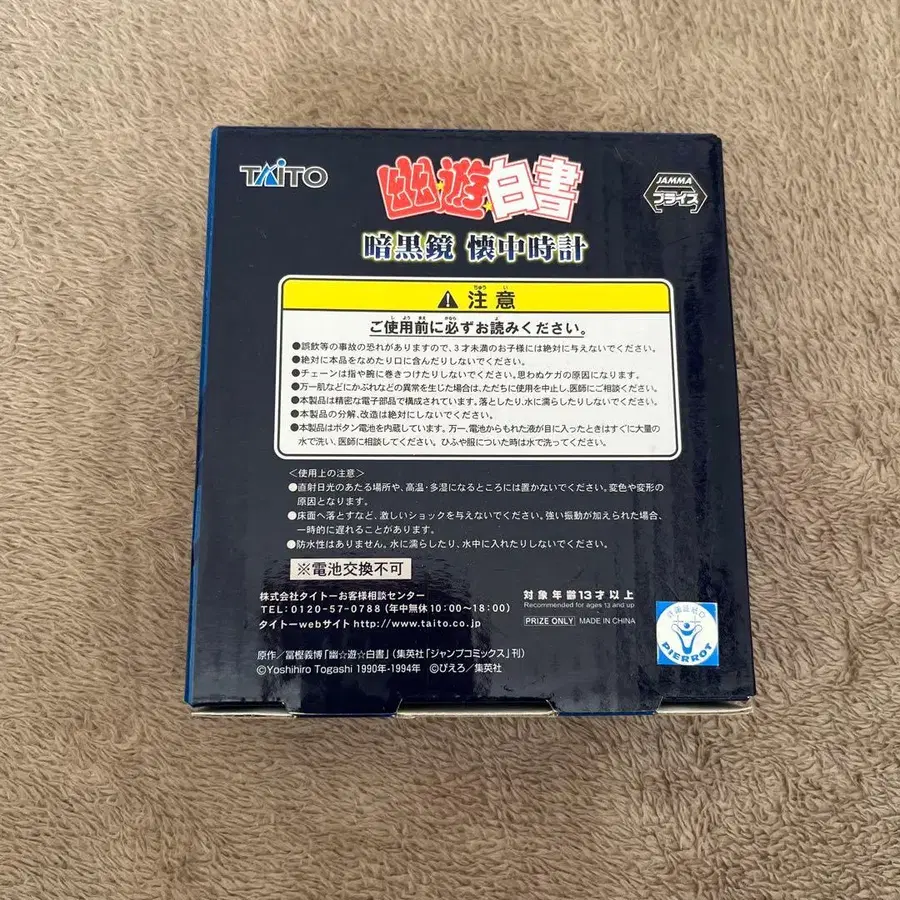 TAITO
幽☆遊☆白書
JAMMA
プライズ
暗黒鏡 懐中時計
ちゅう い
注意
し よう まえ かなら よ
ご使用前に必ずお読みください。
●誤飲等の事故の恐れがありますので、3才未満のお子様には絶対に与えないでください。
●絶対に本品をなめたり口に含んだりしないでください。
●チェーンは指や腕に巻きつけたりしないでください。思わぬケガの原因になります。
●万一肌などにかぶれなどの異常を生じた場合は、ただちに使用を中止し、医師にご相談ください。
●本製品は精密な電子部品で構成されています。落としたり、水に濡らしたりしないでください。
●本製品の分解、改造は絶対にしないでください。
●本製品はボタン電池を内蔵しています。万一、電池からもれた液が目に入ったときはすぐに大量の
水で洗い、医師に相談してください。ひふや服についた時は水で洗ってください。
＜使用上の注意＞
●直射日光のあたる場所や、高温・多湿になるところには置かないでください。変色や変形の
原因となります。
●床面へ落とすなど、激しいショックを与えないでください。強い振動が加えられた場合、
一時的に遅れることがあります。
●防水性はありません。水に濡らしたり、水中に入れたりしないでください。
※電池交換不可
株式会社タイトーお客様相談センター
TEL:0120-57-0788（年中無休10:00〜18:00）
タイトーwebサイト http://www.taito.co.jp
対象年齢13才以上
Recommended for ages 13 and up
PRIZE ONLY MADE IN CHINA
原作／冨樫義博「幽☆遊☆白書」（集英社「ジャンプコミックス」刊）
©Yoshihiro Togashi 1990年-1994年 ©ぴえろ／集英社
PIERROT